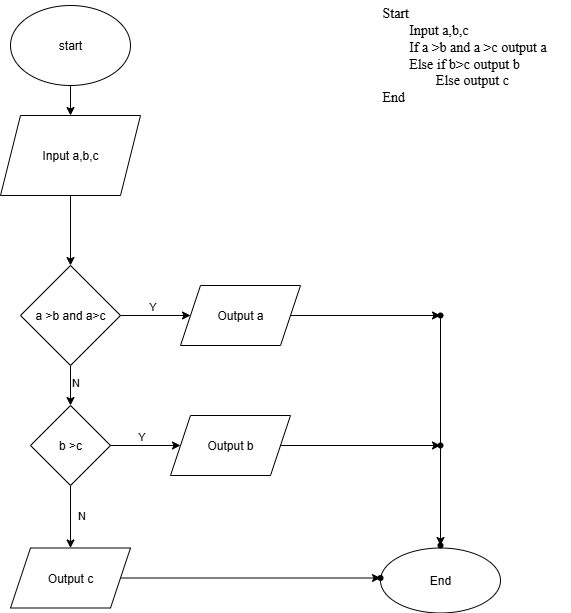 start
Input a,b,c
a >b and a>c
Y
Output a
N
b >c
Y
Output b
N
Output c
End
Start
Input a,b,c
If a >b and a >c output a
Else if b>c output b
Else output c
End